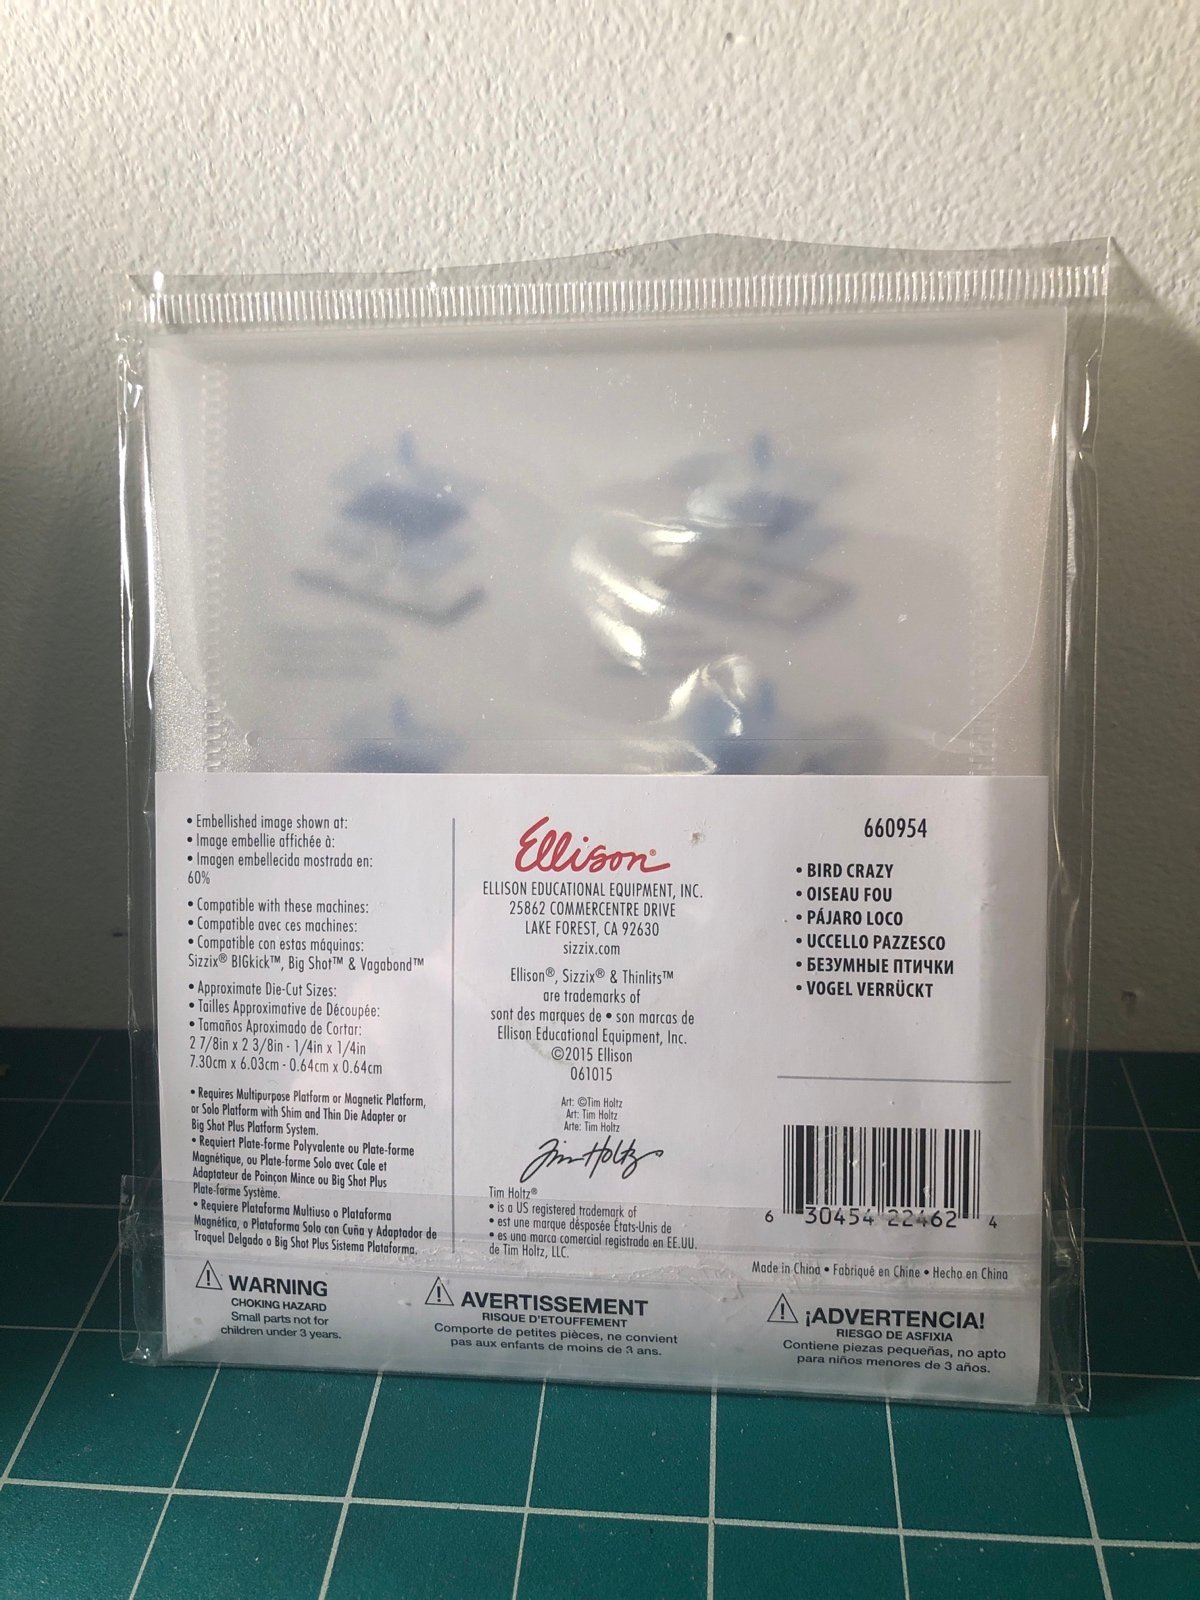 • Embellished image shown at:
• Image embellie affichée à:
• Imagen embellecida mostrada en:
60%
• Compatible with these machines:
• Compatible avec ces machines:
• Compatible con estas máquinas:
Sizzix® BIGkick™, Big Shot™ & Vagabond™
• Approximate Die-Cut Sizes:
• Tailles Approximative de Découpée:
• Tamaños Aproximado de Cortar:
2 7/8in x 2 3/8in - 1/4in x 1/4in
7.30cm x 6.03cm - 0.64cm x 0.64cm
• Requires Multipurpose Platform or Magnetic Platform,
or Solo Platform with Shim and Thin Die Adapter or
Big Shot Plus Platform System.
• Requiert Plate-forme Polyvalente ou Plate-forme
Magnétique, ou Plate-forme Solo avec Cale et
Adaptateur de Poinçon Mince ou Big Shot Plus
Plate-forme Système.
• Requiere Plataforma Multiuso o Plataforma
Magnética, o Plataforma Solo con Cuña y Adaptador de
Troquel Delgado o Big Shot Plus Sistema Plataforma.
Ellison®
ELLISON EDUCATIONAL EQUIPMENT, INC.
25862 COMMERCENTRE DRIVE
LAKE FOREST, CA 92630
sizzix.com
Ellison®, Sizzix® & Thinlits™
are trademarks of
sont des marques de • son marcas de
Ellison Educational Equipment, Inc.
©2015 Ellison
061015
Art: ©Tim Holtz
Art: Tim Holtz
Arte: Tim Holtz
Tim Holtz
Tim Holtz®
• is a US registered trademark of
• est une marque désposée États-Unis de
• es una marca comercial registrada en EE.UU.
de Tim Holtz, LLC.
660954
• BIRD CRAZY
• OISEAU FOU
• PÁJARO LOCO
• UCCELLO PAZZESCO
• БЕЗУМНЫЕ ПТИЧКИ
• VOGEL VERRÜCKT
6 30454 22462 4
Made in China • Fabriqué en Chine • Hecho en China
WARNING
CHOKING HAZARD
Small parts not for
children under 3 years.
AVERTISSEMENT
RISQUE D'ETOUFFEMENT
Comporte de petites pièces, ne convient
pas aux enfants de moins de 3 ans.
¡ADVERTENCIA!
RIESGO DE ASFIXIA
Contiene piezas pequeñas, no apto
para niños menores de 3 años.